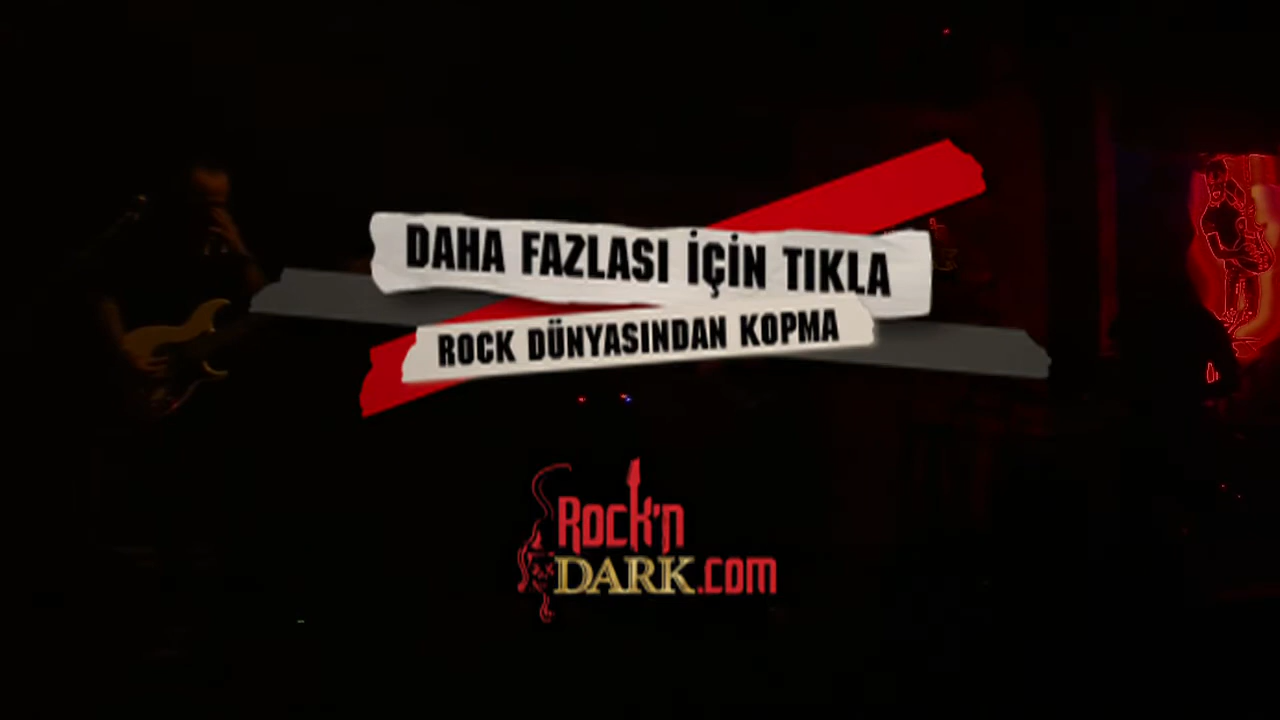 DAHA FAZLASI İÇİN TIKLA
ROCK DÜNYASINDAN KOPMA
Rock'n
DARK.com